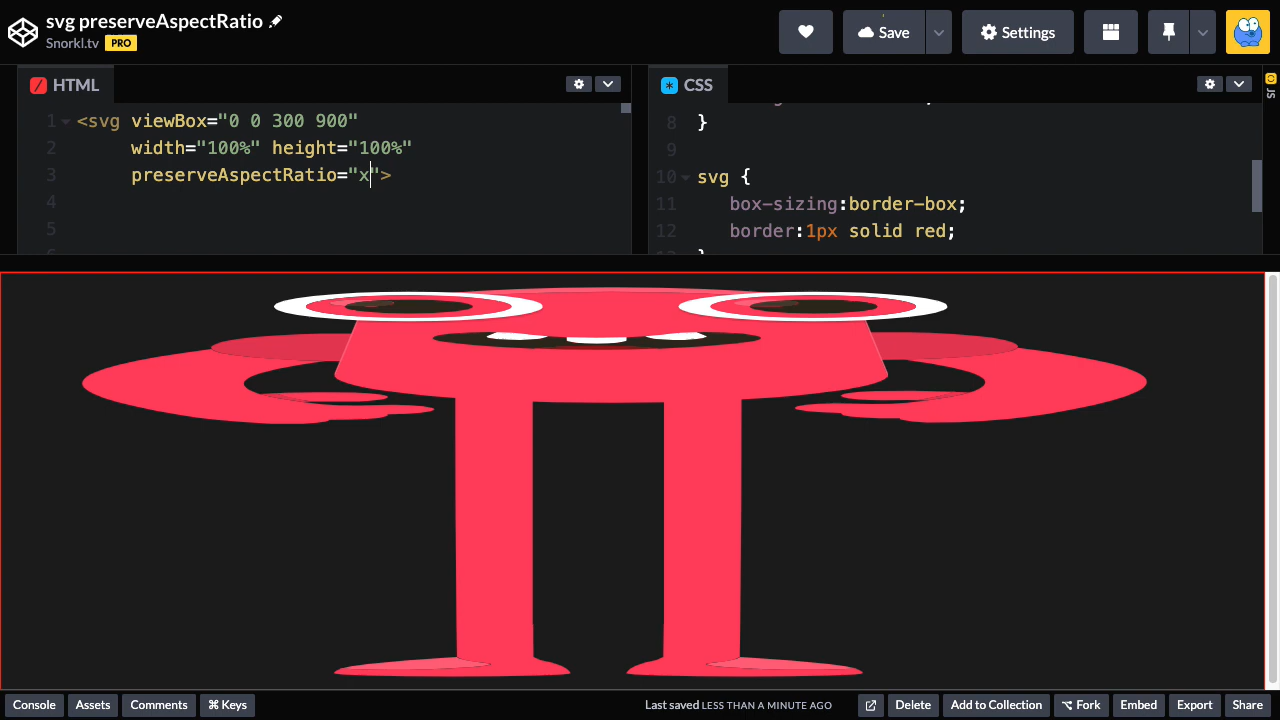 svg preserveAspectRatio
Snorkl.tv PRO
Save
Settings
HTML
CSS
JS
1 <svg viewBox="0 0 300 900"
2 width="100%" height="100%"
3 preserveAspectRatio="x">
4
5
8 }
9
10 svg {
11 box-sizing:border-box;
12 border:1px solid red;
Console Assets Comments ⌘ Keys
Last saved LESS THAN A MINUTE AGO
Delete Add to Collection ⌥ Fork Embed Export Share